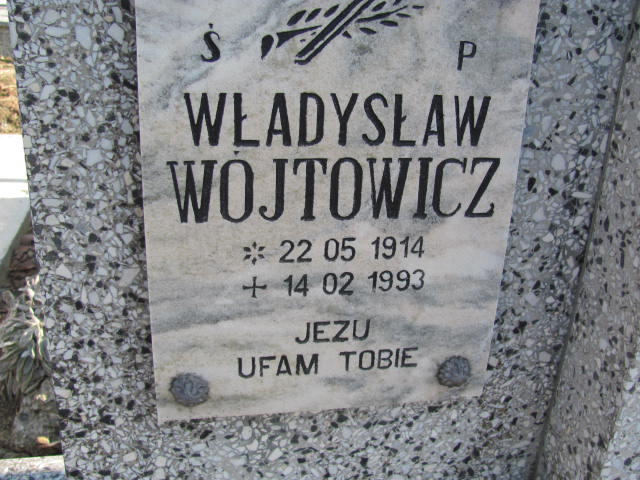 Ś P
WŁADYSŁAW
WÓJTOWICZ
* 22 05 1914
+ 14 02 1993
JEZU
UFAM TOBIE